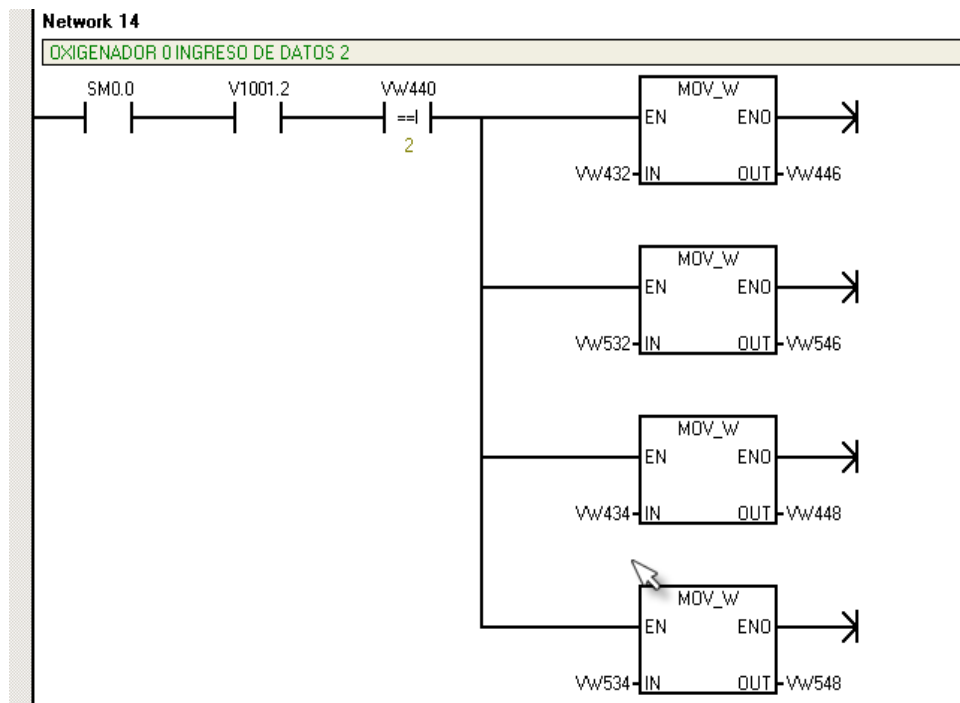 Network 14
OXIGENADOR 0 INGRESO DE DATOS 2
SM0.0 V1001.2 VW440
==I
2
MOV_W
EN ENO
VW432 IN OUT VW446
MOV_W
EN ENO
VW532 IN OUT VW546
MOV_W
EN ENO
VW434 IN OUT VW448
MOV_W
EN ENO
VW534 IN OUT VW548